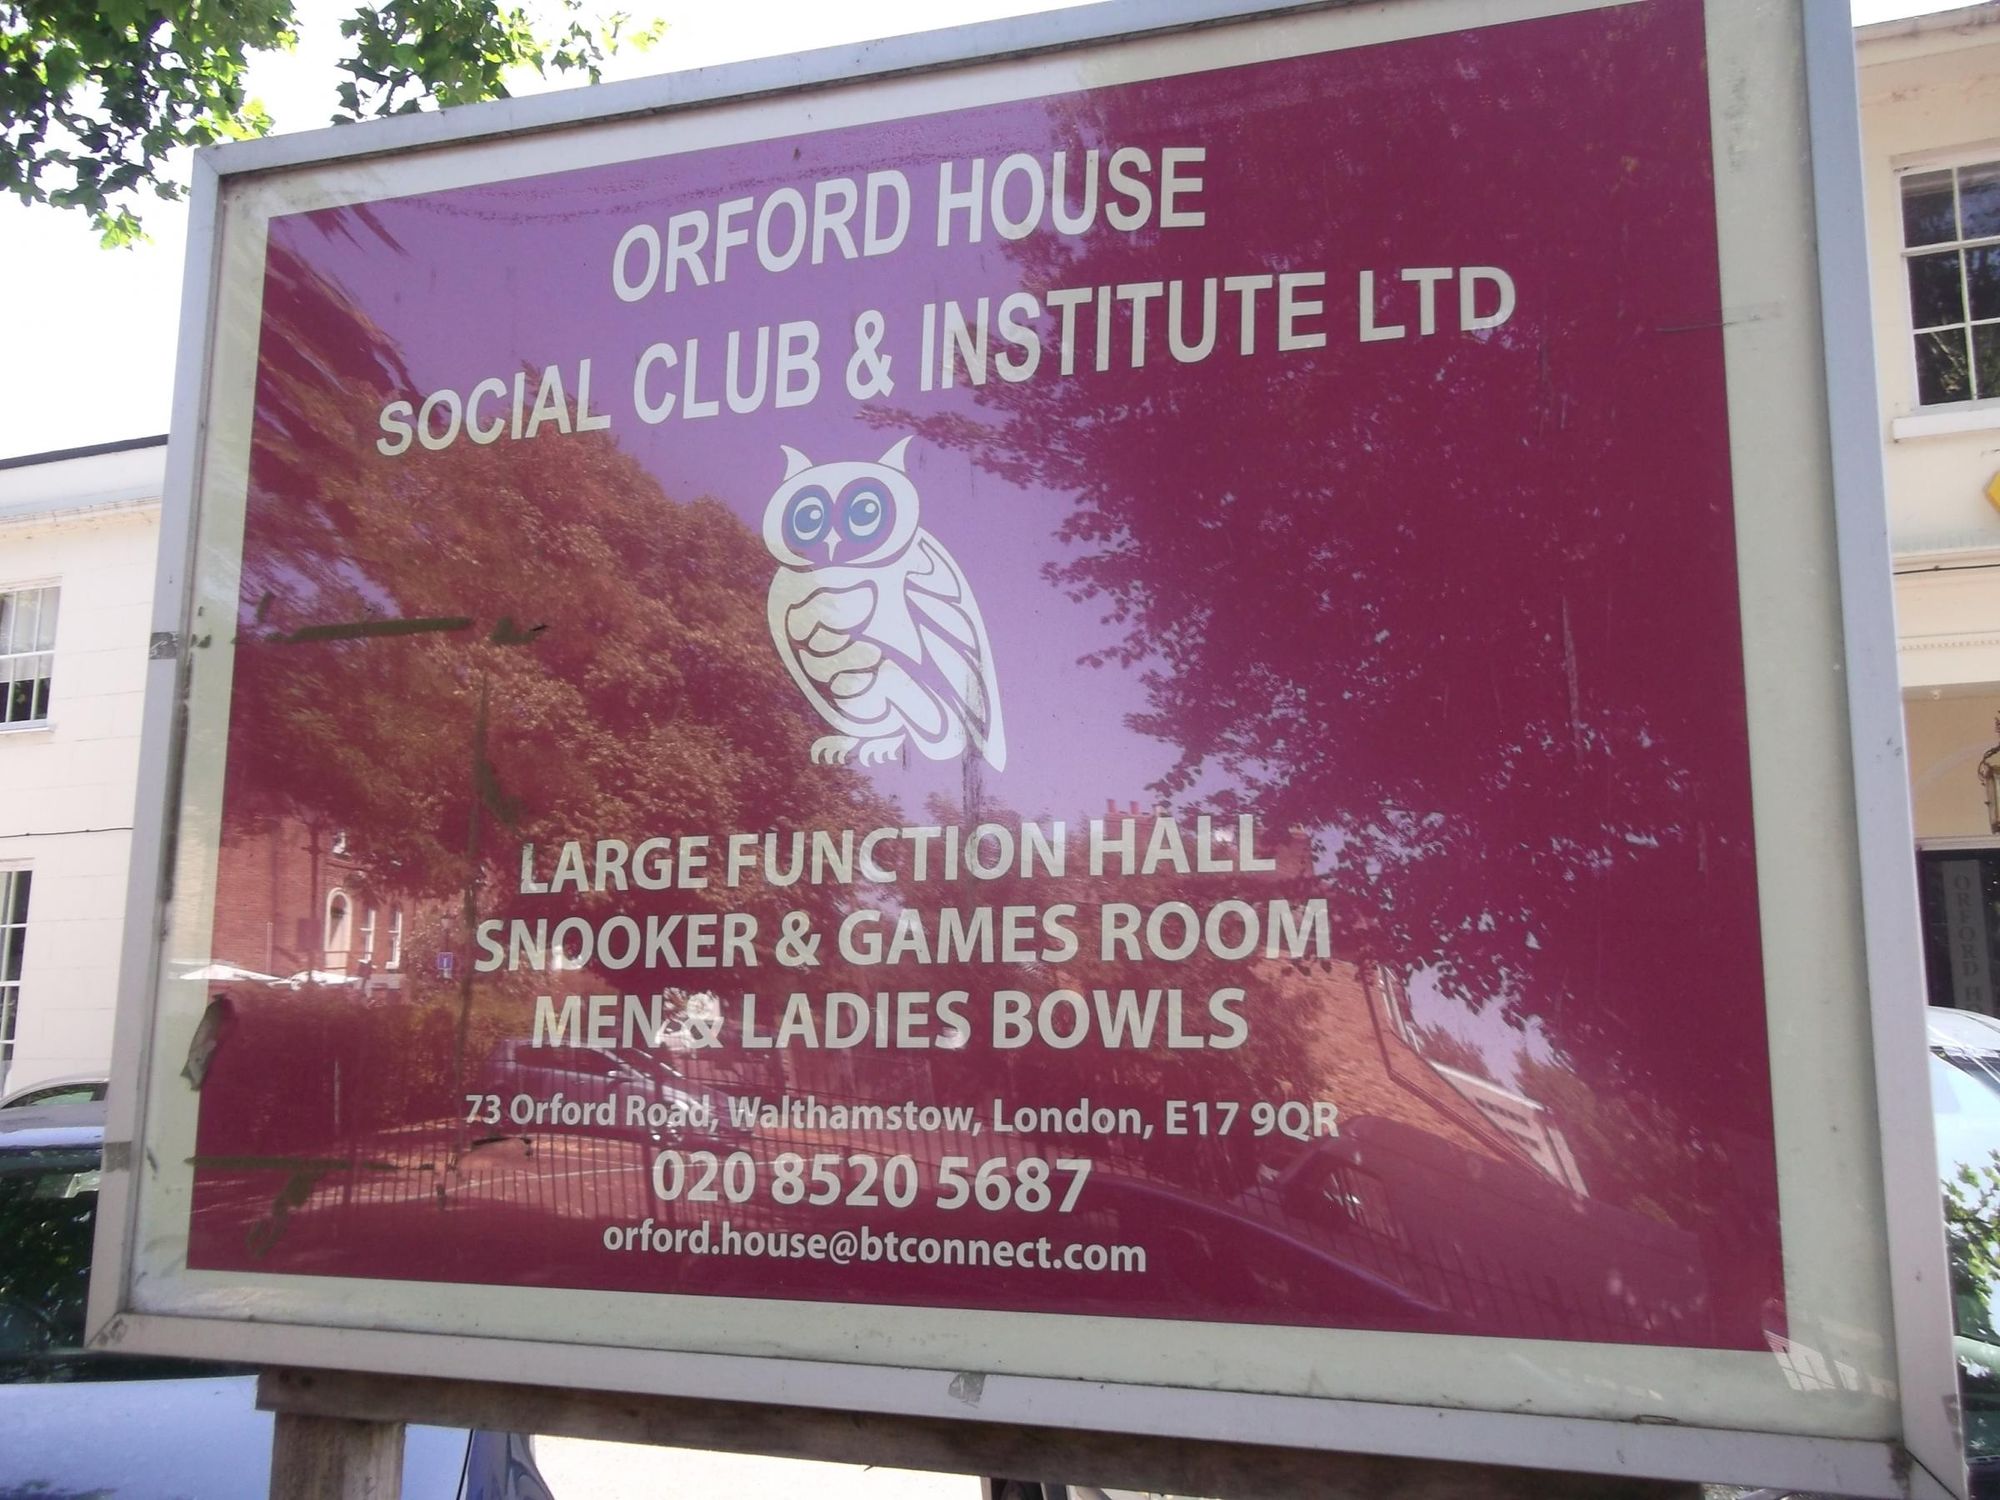 ORFORD HOUSE
SOCIAL CLUB & INSTITUTE LTD
LARGE FUNCTION HALL
SNOOKER & GAMES ROOM
MEN & LADIES BOWLS
73 Orford Road, Walthamstow, London, E17 9QR
020 8520 5687
orford.house@btconnect.com
ORFORD H